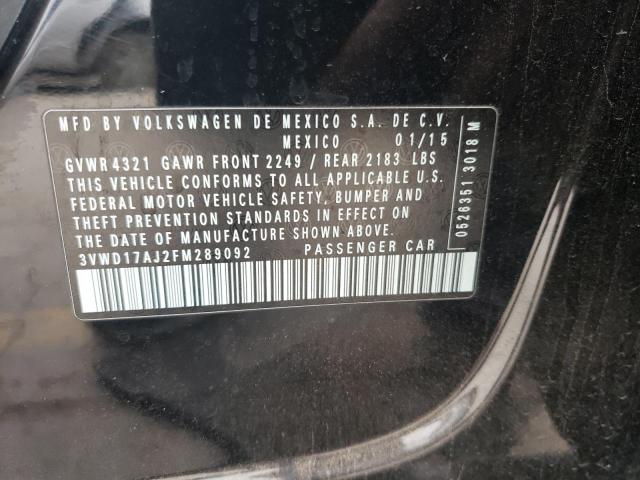 MFD BY VOLKSWAGEN DE MEXICO S.A. DE C.V.
MEXICO 01/15
GVWR 4321 GAWR FRONT 2249 / REAR 2183 LBS
THIS VEHICLE CONFORMS TO ALL APPLICABLE U.S.
FEDERAL MOTOR VEHICLE SAFETY, BUMPER AND
THEFT PREVENTION STANDARDS IN EFFECT ON
THE DATE OF MANUFACTURE SHOWN ABOVE.
3VWD17AJ2FM289092 PASSENGER CAR
0526351 3018 M